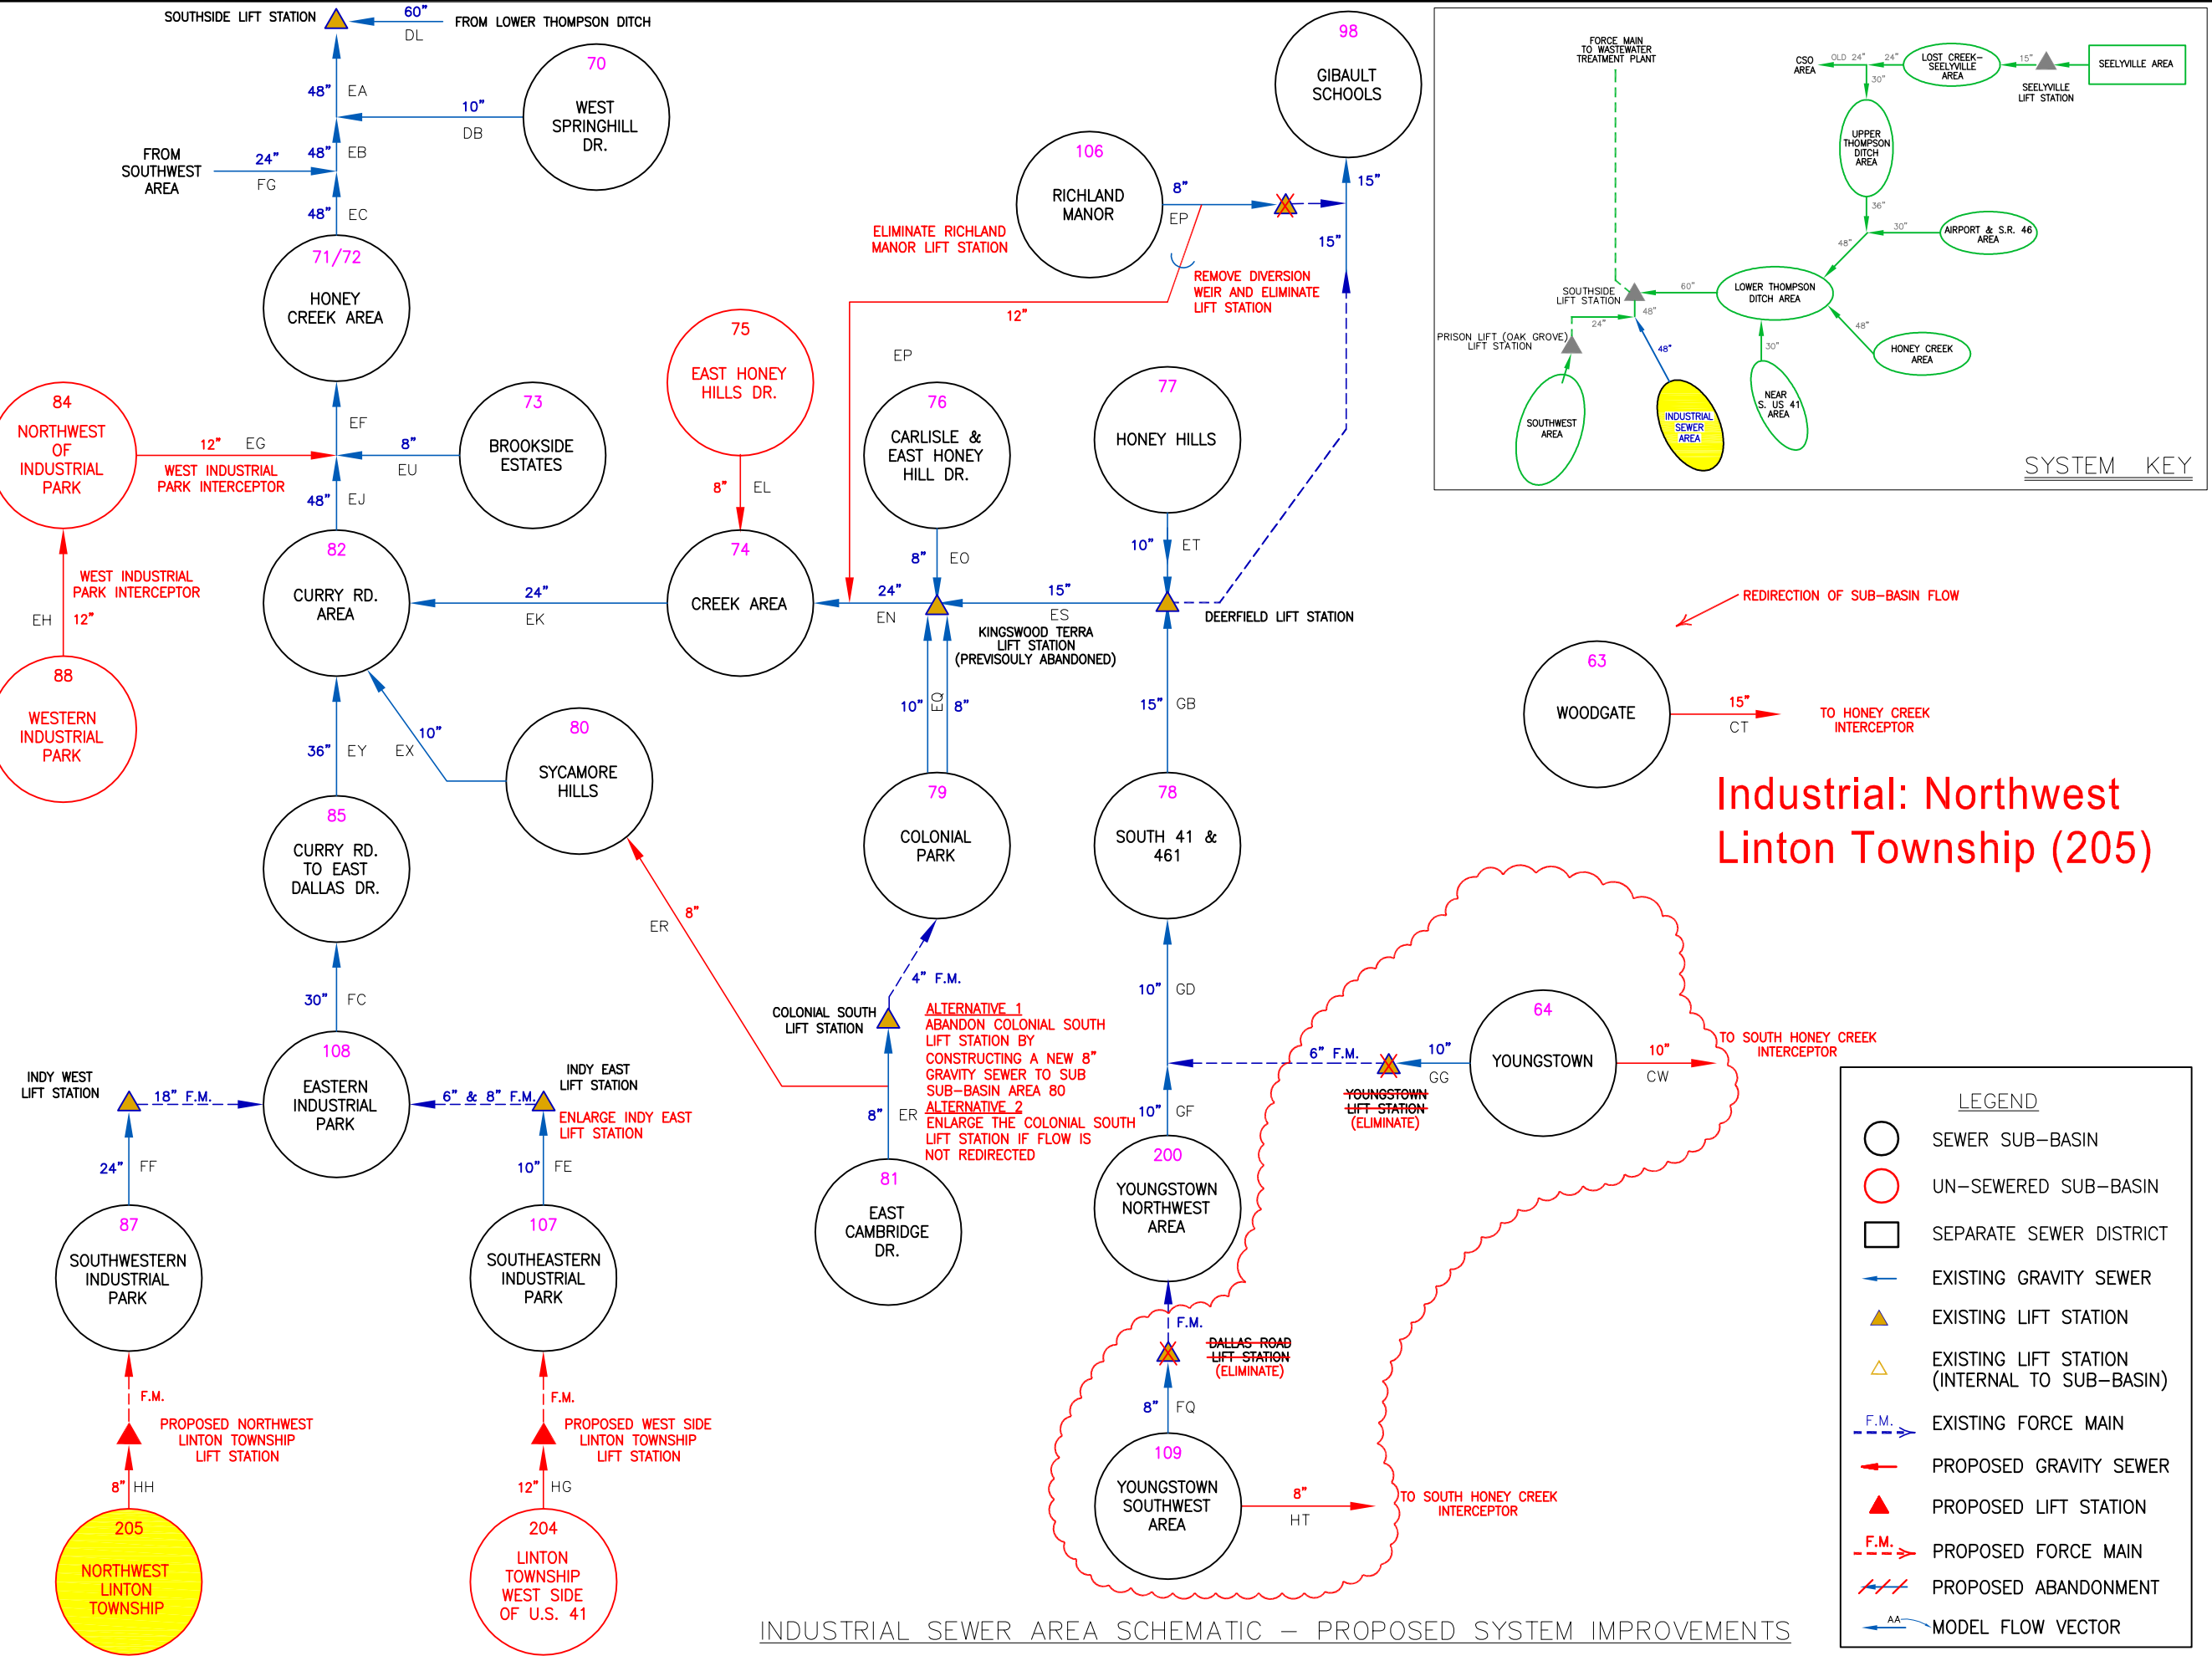 SOUTHSIDE LIFT STATION
60"
DL
FROM LOWER THOMPSON DITCH
70
WEST
SPRINGHILL
DR.
48" EA
10"
DB
48" EB
FROM
SOUTHWEST
AREA
24"
FG
48" EC
71/72
HONEY
CREEK AREA
EF
84
NORTHWEST
OF
INDUSTRIAL
PARK
12" EG
WEST INDUSTRIAL
PARK INTERCEPTOR
8"
EU
73
BROOKSIDE
ESTATES
48" EJ
WEST INDUSTRIAL
PARK INTERCEPTOR
EH 12"
88
WESTERN
INDUSTRIAL
PARK
82
CURRY RD.
AREA
24"
EK
36" EY
EX 10"
80
SYCAMORE
HILLS
85
CURRY RD.
TO EAST
DALLAS DR.
ER 8"
30" FC
108
EASTERN
INDUSTRIAL
PARK
INDY WEST
LIFT STATION
18" F.M.
6" & 8" F.M.
INDY EAST
LIFT STATION
ENLARGE INDY EAST
LIFT STATION
24" FF
10" FE
87
SOUTHWESTERN
INDUSTRIAL
PARK
107
SOUTHEASTERN
INDUSTRIAL
PARK
F.M.
PROPOSED NORTHWEST
LINTON TOWNSHIP
LIFT STATION
F.M.
PROPOSED WEST SIDE
LINTON TOWNSHIP
LIFT STATION
8" HH
12" HG
205
NORTHWEST
LINTON
TOWNSHIP
204
LINTON
TOWNSHIP
WEST SIDE
OF U.S. 41
98
GIBAULT
SCHOOLS
106
RICHLAND
MANOR
8"
EP
15"
15"
ELIMINATE RICHLAND
MANOR LIFT STATION
REMOVE DIVERSION
WEIR AND ELIMINATE
LIFT STATION
12"
EP
75
EAST HONEY
HILLS DR.
8" EL
74
CREEK AREA
76
CARLISLE &
EAST HONEY
HILL DR.
77
HONEY HILLS
8" EO
10" ET
24"
EN
15"
ES
DEERFIELD LIFT STATION
KINGSWOOD TERRA
LIFT STATION
(PREVISOULY ABANDONED)
10" EQ 8"
15" GB
79
COLONIAL
PARK
78
SOUTH 41 &
461
4" F.M.
COLONIAL SOUTH
LIFT STATION
ALTERNATIVE 1
ABANDON COLONIAL SOUTH
LIFT STATION BY
CONSTRUCTING A NEW 8"
GRAVITY SEWER TO SUB
SUB-BASIN AREA 80
ALTERNATIVE 2
ENLARGE THE COLONIAL SOUTH
LIFT STATION IF FLOW IS
NOT REDIRECTED
8" ER
81
EAST
CAMBRIDGE
DR.
10" GD
6" F.M.
10"
GG
64
YOUNGSTOWN
10"
CW
TO SOUTH HONEY CREEK
INTERCEPTOR
YOUNGSTOWN
LIFT STATION
(ELIMINATE)
10" GF
200
YOUNGSTOWN
NORTHWEST
AREA
F.M.
DALLAS ROAD
LIFT STATION
(ELIMINATE)
8" FQ
109
YOUNGSTOWN
SOUTHWEST
AREA
8"
HT
TO SOUTH HONEY CREEK
INTERCEPTOR
FORCE MAIN
TO WASTEWATER
TREATMENT PLANT
CSO
AREA
OLD 24"
24"
LOST CREEK-
SEELYVILLE
AREA
15"
SEELYVILLE
LIFT STATION
SEELYVILLE AREA
30"
UPPER
THOMPSON
DITCH
AREA
36"
30"
AIRPORT & S.R. 46
AREA
48"
SOUTHSIDE
LIFT STATION
60"
LOWER THOMPSON
DITCH AREA
24"
48"
PRISON LIFT (OAK GROVE)
LIFT STATION
48"
30"
48"
HONEY CREEK
AREA
SOUTHWEST
AREA
INDUSTRIAL
SEWER
AREA
NEAR
S. US 41
AREA
SYSTEM KEY
REDIRECTION OF SUB-BASIN FLOW
63
WOODGATE
15"
CT
TO HONEY CREEK
INTERCEPTOR
Industrial: Northwest
Linton Township (205)
LEGEND
SEWER SUB-BASIN
UN-SEWERED SUB-BASIN
SEPARATE SEWER DISTRICT
EXISTING GRAVITY SEWER
EXISTING LIFT STATION
EXISTING LIFT STATION
(INTERNAL TO SUB-BASIN)
F.M. EXISTING FORCE MAIN
PROPOSED GRAVITY SEWER
PROPOSED LIFT STATION
F.M. PROPOSED FORCE MAIN
PROPOSED ABANDONMENT
AA MODEL FLOW VECTOR
INDUSTRIAL SEWER AREA SCHEMATIC - PROPOSED SYSTEM IMPROVEMENTS